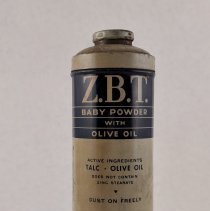 Z.B.T.
BABY POWDER
WITH
OLIVE OIL
ACTIVE INGREDIENTS
TALC · OLIVE OIL
DOES NOT CONTAIN
ZINC STEARATE
DUST ON FREELY